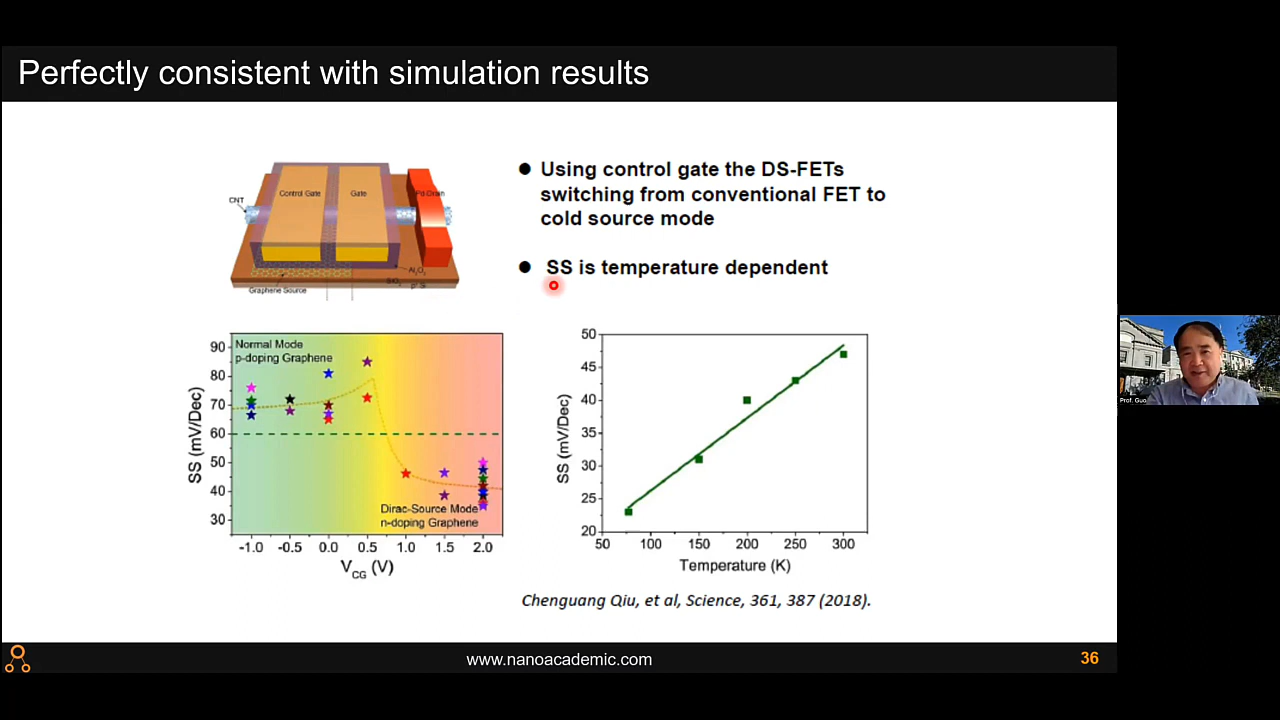 Perfectly consistent with simulation results
CNT
Control Gate
Gate
Pd Drain
Al₂O₃
SiO₂
p⁺ Si
Graphene Source
● Using control gate the DS-FETs
switching from conventional FET to
cold source mode
● SS is temperature dependent
Normal Mode
p-doping Graphene
Dirac-Source Mode
n-doping Graphene
SS (mV/Dec)
90
80
70
60
50
40
30
-1.0 -0.5 0.0 0.5 1.0 1.5 2.0
V_CG (V)
SS (mV/Dec)
50
45
40
35
30
25
20
50 100 150 200 250 300
Temperature (K)
Chenguang Qiu, et al, Science, 361, 387 (2018).
Prof. Guo
www.nanoacademic.com
36